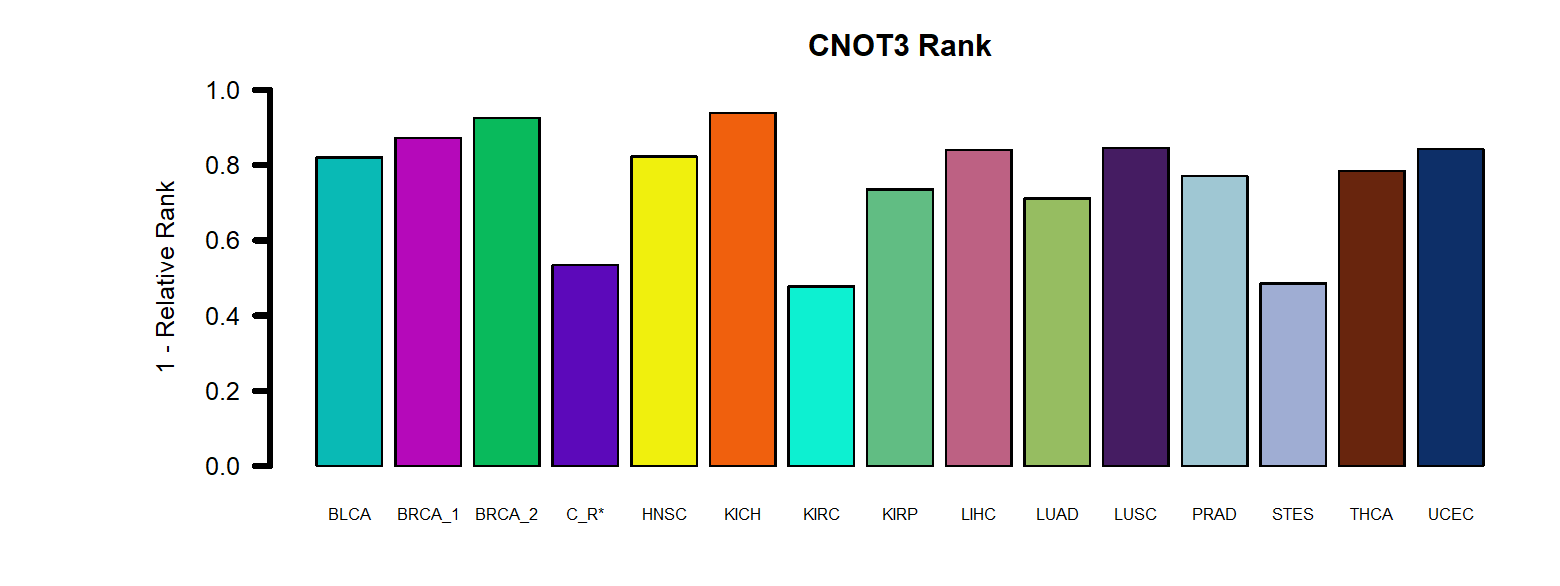 CNOT3 Rank
1 - Relative Rank
1.0
0.8
0.6
0.4
0.2
0.0
BLCA BRCA_1 BRCA_2 C_R* HNSC KICH KIRC KIRP LIHC LUAD LUSC PRAD STES THCA UCEC